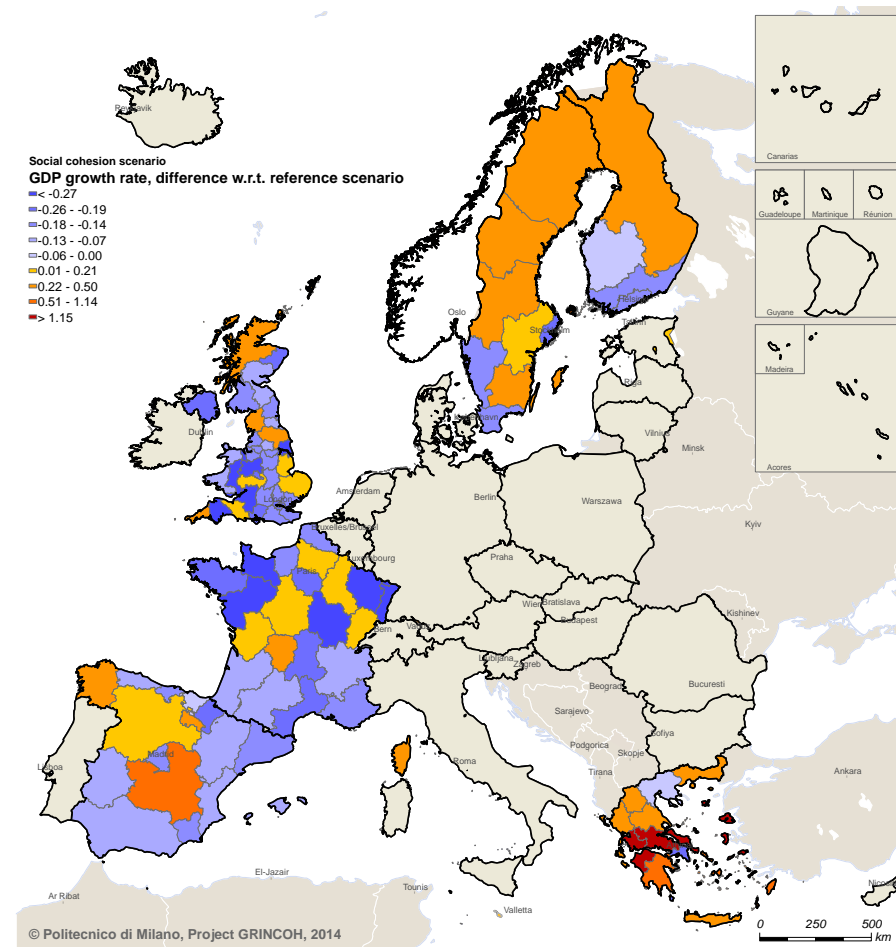 Social cohesion scenario
GDP growth rate, difference w.r.t. reference scenario
< -0.27
-0.26 - -0.19
-0.18 - -0.14
-0.13 - -0.07
-0.06 - 0.00
0.01 - 0.21
0.22 - 0.50
0.51 - 1.14
> 1.15
Reykjavik
Canarias
Guadeloupe
Martinique
Réunion
Guyane
Madeira
Acores
Oslo
Helsinki
Stockholm
Tallinn
Riga
København
Dublin
Vilnius
Minsk
London
Amsterdam
Berlin
Warszawa
Bruxelles/Brussel
Kyiv
Luxembourg
Praha
Paris
Wien
Bratislava
Budapest
Kishinev
Bern
Vaduz
Ljubljana
Zagreb
Beograd
Bucuresti
Sarajevo
Sofiya
Podgorica
Skopje
Madrid
Roma
Tirana
Lisboa
Ankara
El-Jazair
Tounis
Ar Ribat
Valletta
© Politecnico di Milano, Project GRINCOH, 2014
0 250 500
km